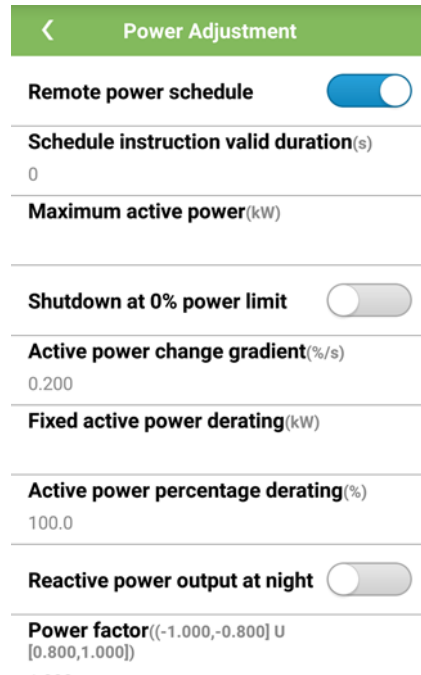 Power Adjustment
Remote power schedule
Schedule instruction valid duration(s)
0
Maximum active power(kW)
Shutdown at 0% power limit
Active power change gradient(%/s)
0.200
Fixed active power derating(kW)
Active power percentage derating(%)
100.0
Reactive power output at night
Power factor((-1.000,-0.800] U
[0.800,1.000])